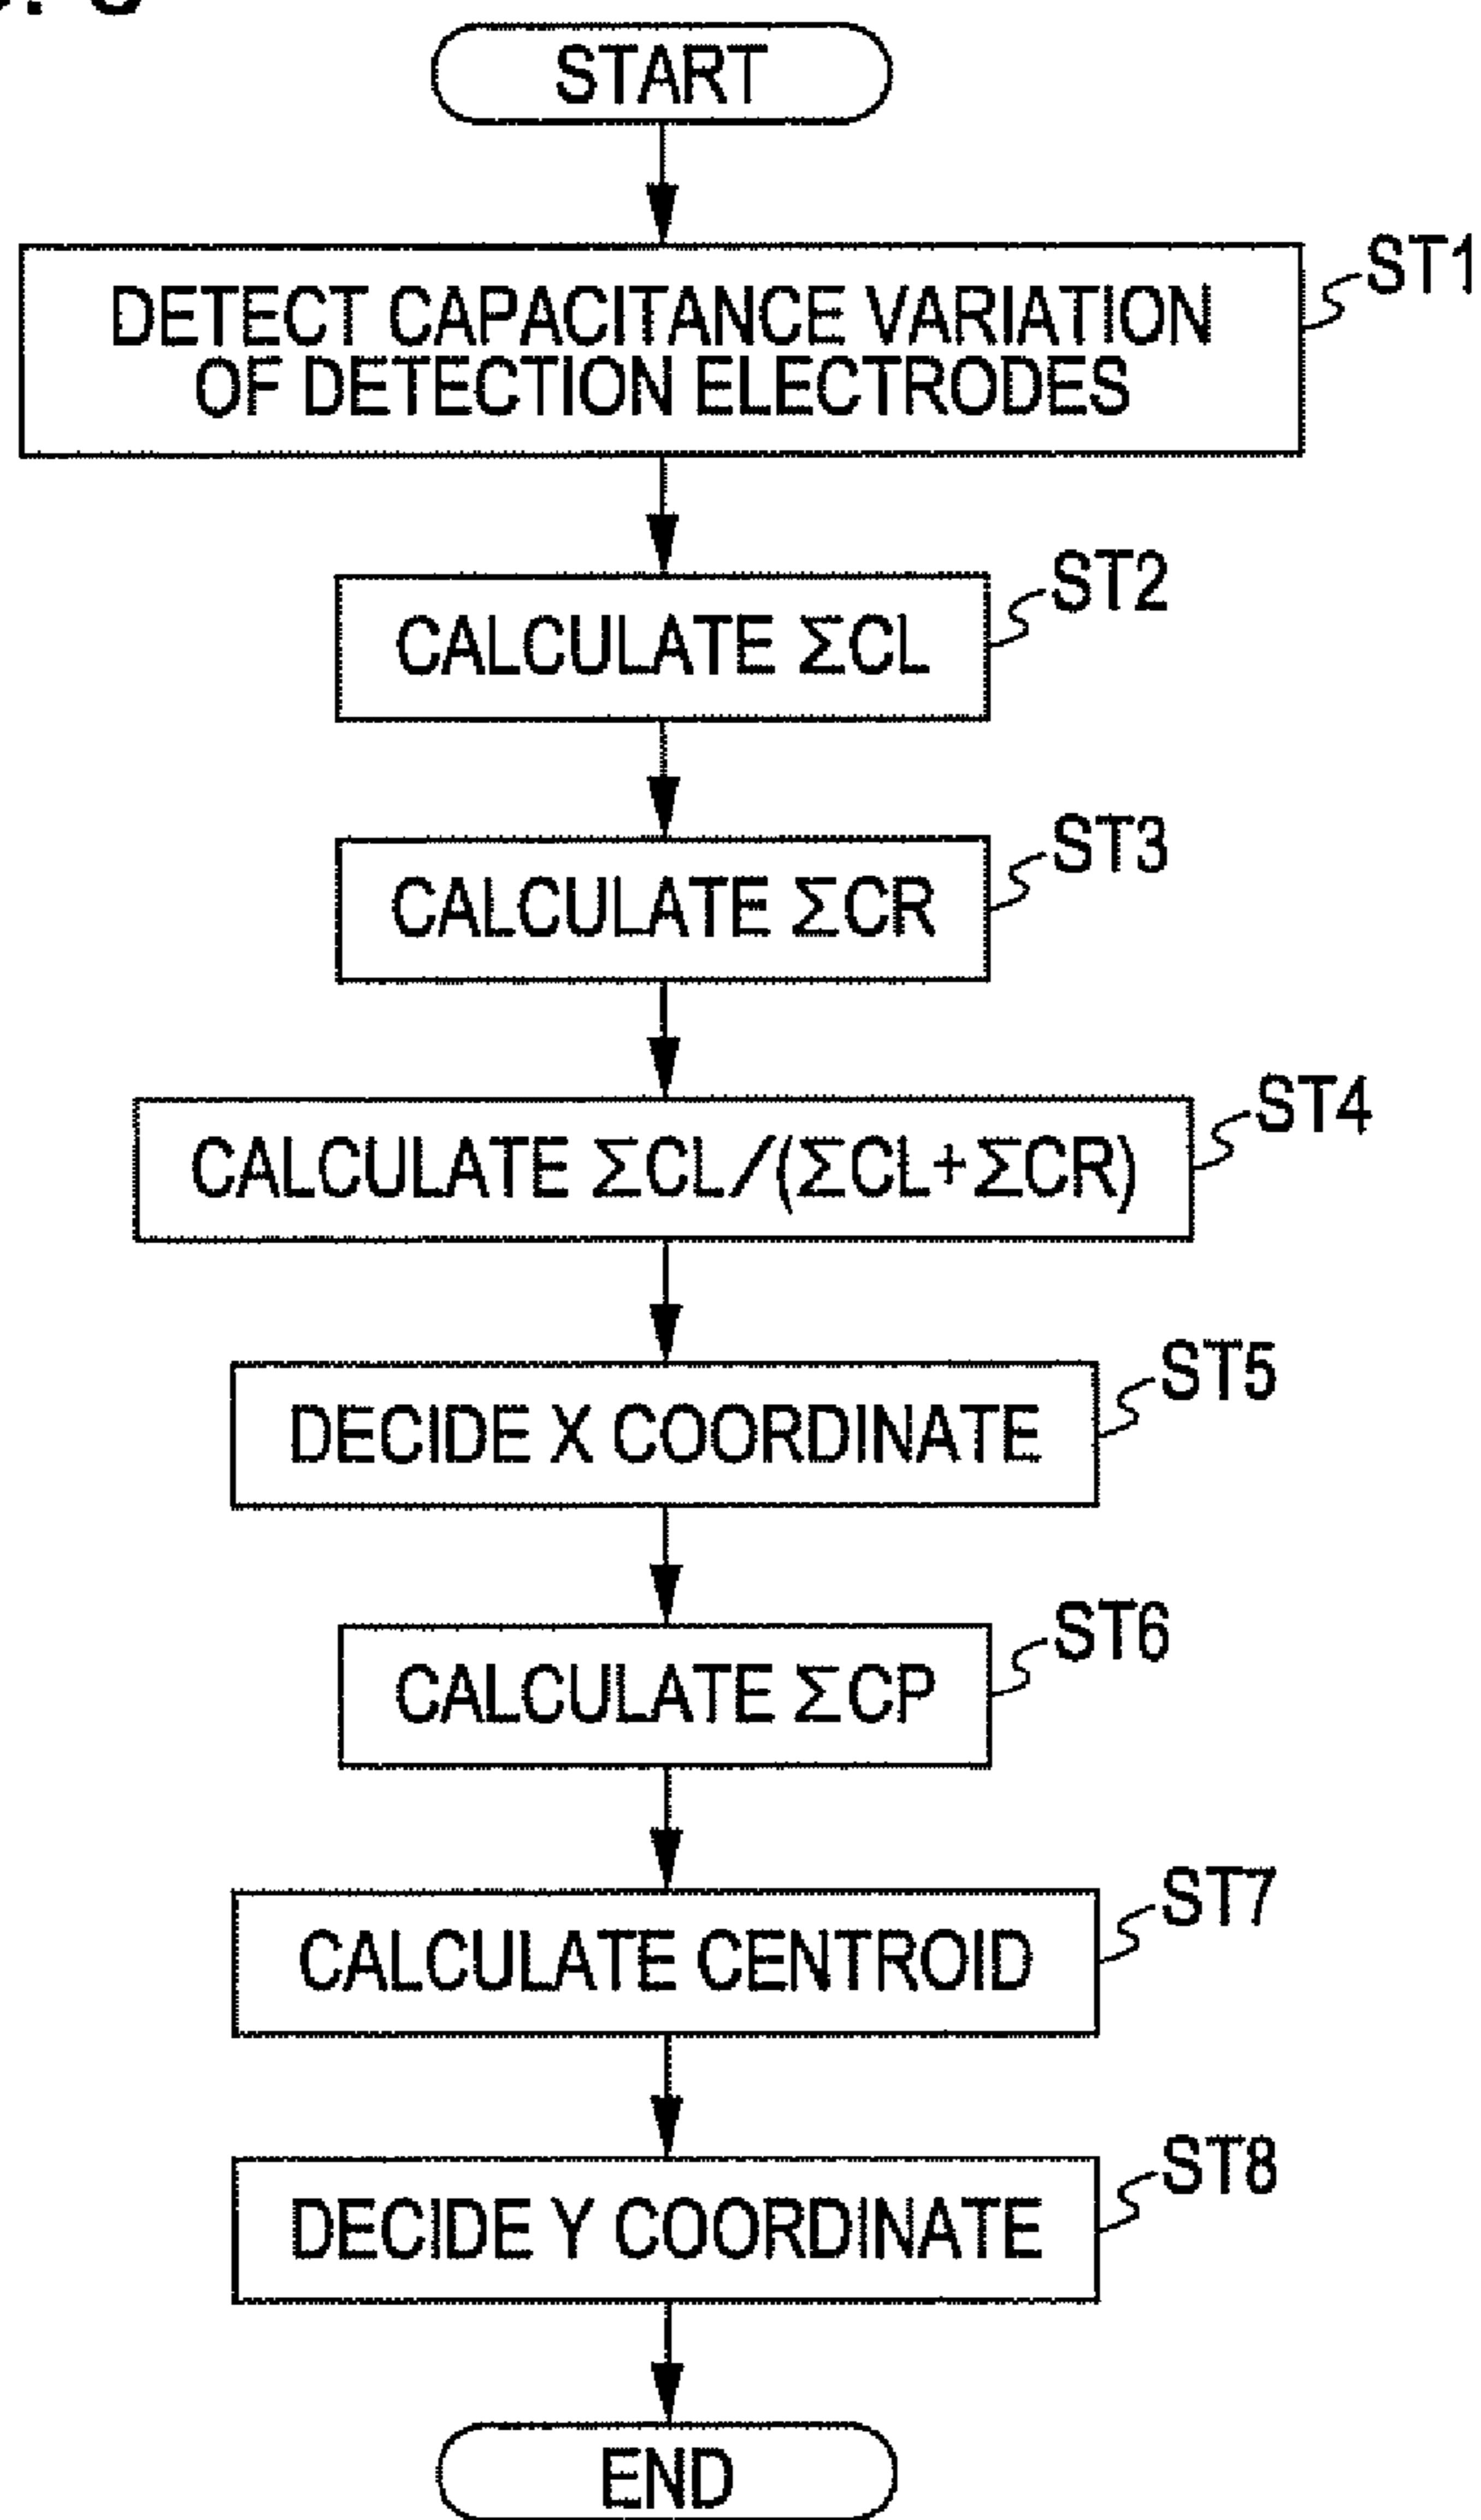 START
ST1
DETECT CAPACITANCE VARIATION
OF DETECTION ELECTRODES
ST2
CALCULATE ΣCL
ST3
CALCULATE ΣCR
ST4
CALCULATE ΣCL/(ΣCL+ΣCR)
ST5
DECIDE X COORDINATE
ST6
CALCULATE ΣCP
ST7
CALCULATE CENTROID
ST8
DECIDE Y COORDINATE
END